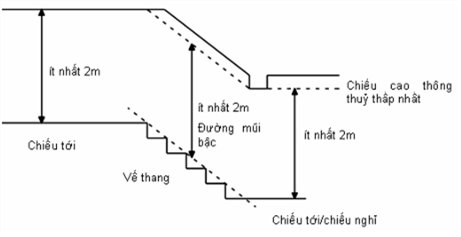 ít nhất 2m
Chiếu cao thông
thuỷ thấp nhất
ít nhất 2m
Đường mũi
bậc
ít nhất 2m
Chiếu tới
Vế thang
Chiếu tới/chiếu nghỉ